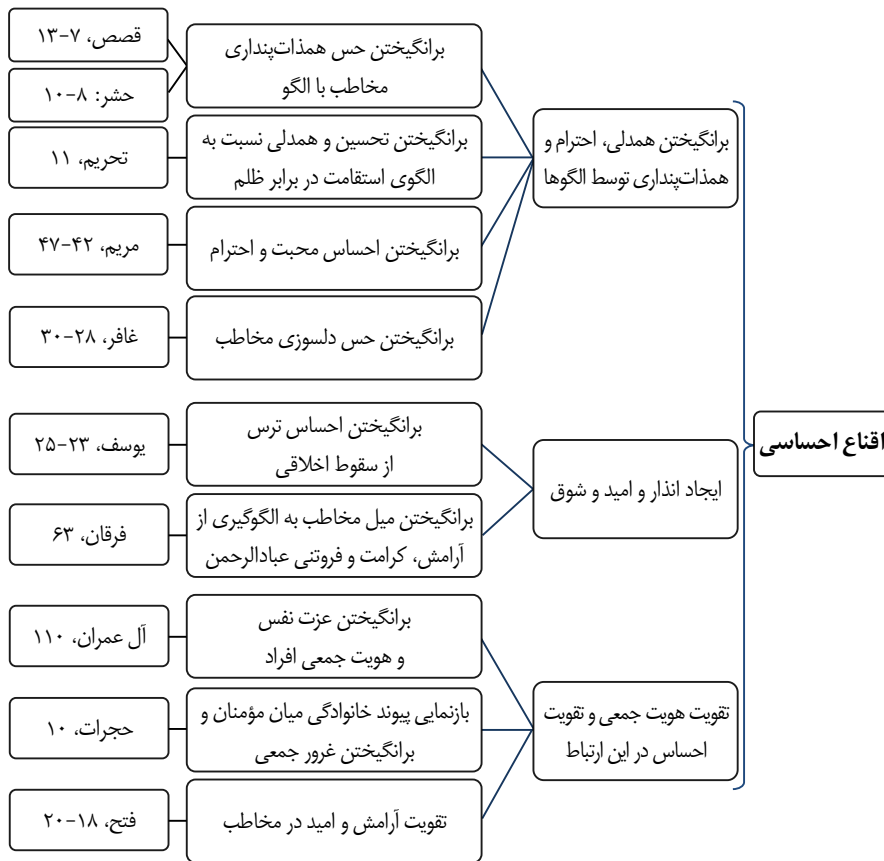 اقناع احساسی
برانگیختن همدلی، احترام و
همذات‌پنداری توسط الگوها
برانگیختن حس همذات‌پنداری
مخاطب با الگو
قصص، ۷-۱۳
حشر: ۸-۱۰
برانگیختن تحسین و همدلی نسبت به
الگوی استقامت در برابر ظلم
تحریم، ۱۱
برانگیختن احساس محبت و احترام
مریم، ۴۲-۴۷
برانگیختن حس دلسوزی مخاطب
غافر، ۲۸-۳۰
ایجاد انذار و امید و شوق
برانگیختن احساس ترس
از سقوط اخلاقی
یوسف، ۲۳-۲۵
برانگیختن میل مخاطب به الگوگیری از
آرامش، کرامت و فروتنی عبادالرحمن
فرقان، ۶۳
تقویت هویت جمعی و تقویت
احساس در این ارتباط
برانگیختن عزت نفس
و هویت جمعی افراد
آل عمران، ۱۱۰
بازنمایی پیوند خانوادگی میان مؤمنان و
برانگیختن غرور جمعی
حجرات، ۱۰
تقویت آرامش و امید در مخاطب
فتح، ۱۸-۲۰